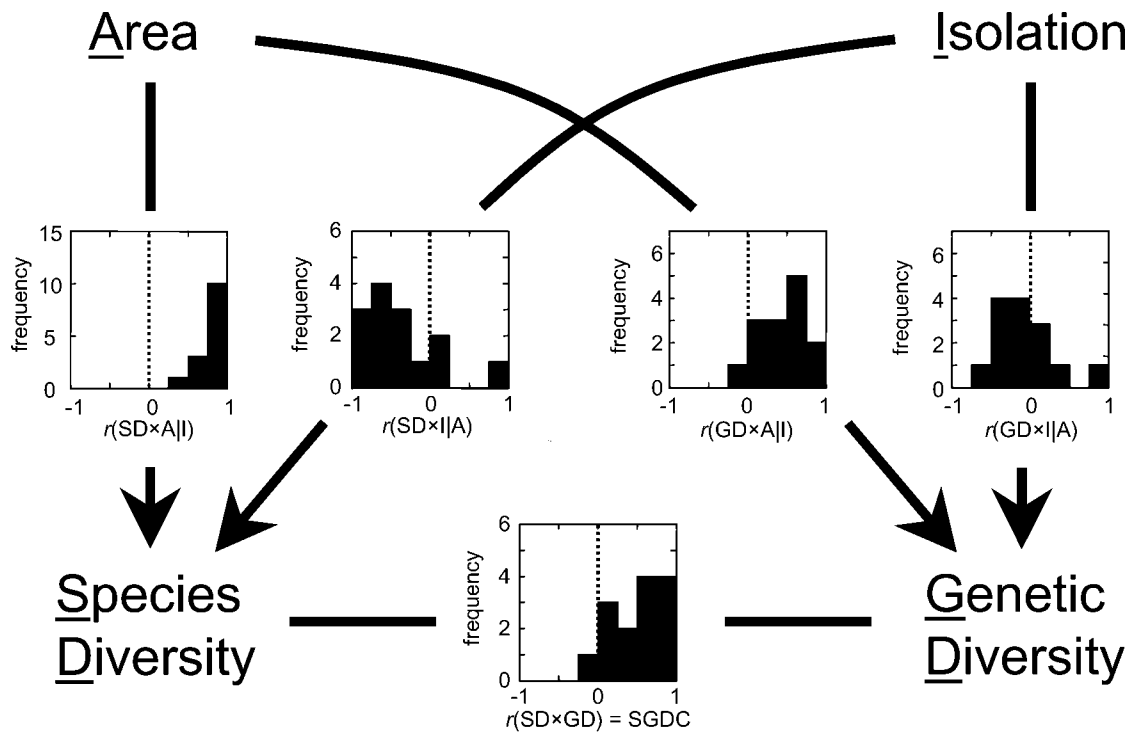 Area
Isolation
15
10
5
0
frequency
-1
0
1
r(SD×A|I)
6
4
2
0
frequency
-1
0
1
r(SD×I|A)
6
4
2
0
frequency
-1
0
1
r(GD×A|I)
6
4
2
0
frequency
-1
0
1
r(GD×I|A)
Species
Diversity
6
4
2
0
frequency
-1
0
1
r(SD×GD) = SGDC
Genetic
Diversity